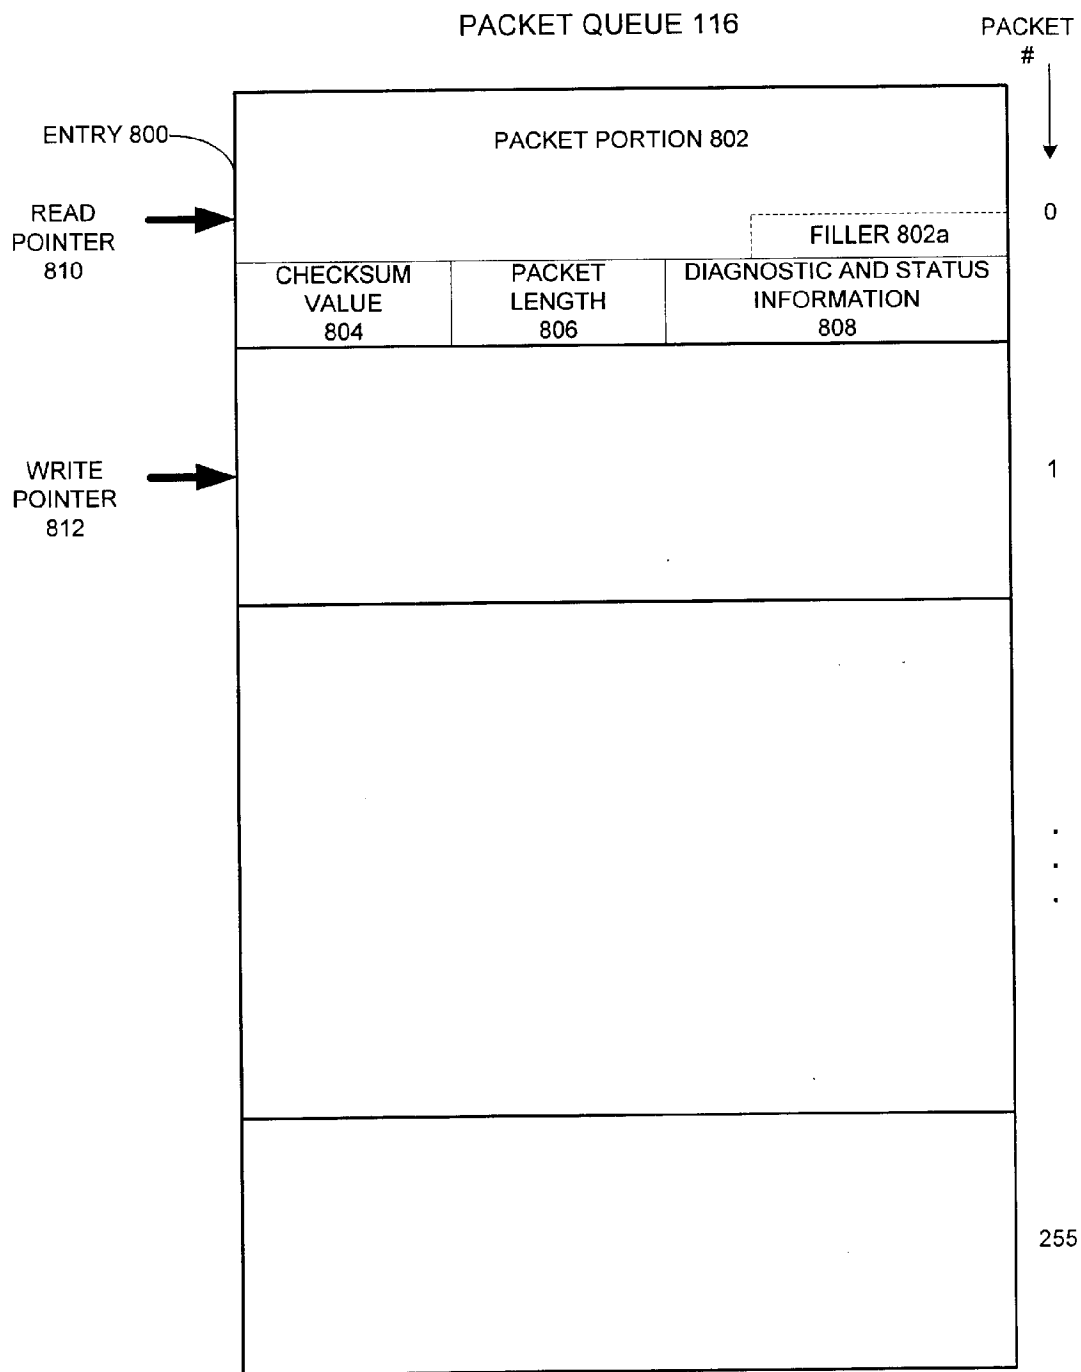 PACKET QUEUE 116
PACKET
#
ENTRY 800
PACKET PORTION 802
READ
POINTER
810
0
FILLER 802a
CHECKSUM
VALUE
804
PACKET
LENGTH
806
DIAGNOSTIC AND STATUS
INFORMATION
808
WRITE
POINTER
812
1
.
.
.
255